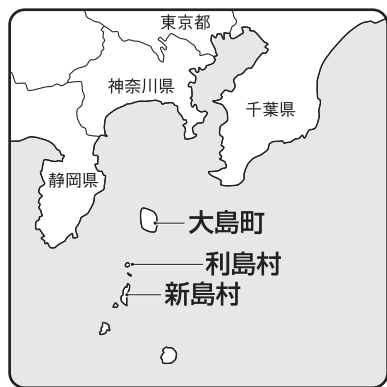 東京都
神奈川県
千葉県
静岡県
大島町
利島村
新島村